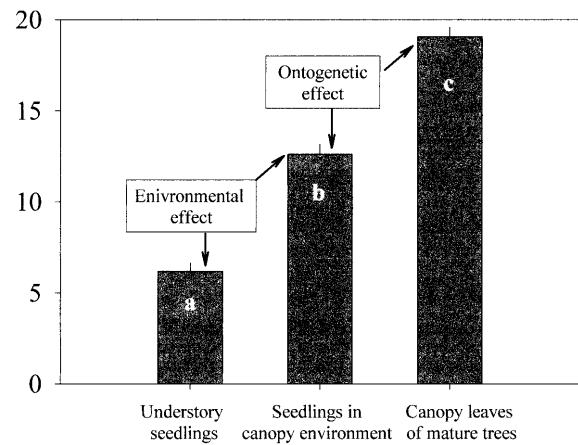 20
15
10
5
0
Ontogenetic
effect
Enivronmental
effect
a
b
c
Understory
seedlings
Seedlings in
canopy environment
Canopy leaves
of mature trees